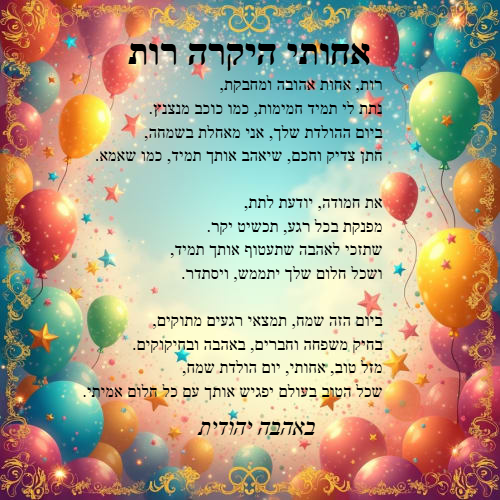 אחותי היקרה רות
רות, אחות אהובה ומחבקת,
נתת לי תמיד חמימות, כמו כוכב מנצנץ.
ביום ההולדת שלך, אני מאחלת בשמחה,
חתן צדיק וחכם, שיאהב אותך תמיד, כמו שאמא.
את חמודה, יודעת לתת,
מפנקת בכל רגע, תכשיט יקר.
שתזכי לאהבה שתעטוף אותך תמיד,
ושכל חלום שלך יתממש, ויסתדר.
ביום הזה שמח, תמצאי רגעים מתוקים,
בחיק משפחה וחברים, באהבה ובחיקוקים.
מזל טוב, אחותי, יום הולדת שמח,
שכל הטוב בעולם יפגיש אותך עם כל חלום אמיתי.
באהבה יהודית